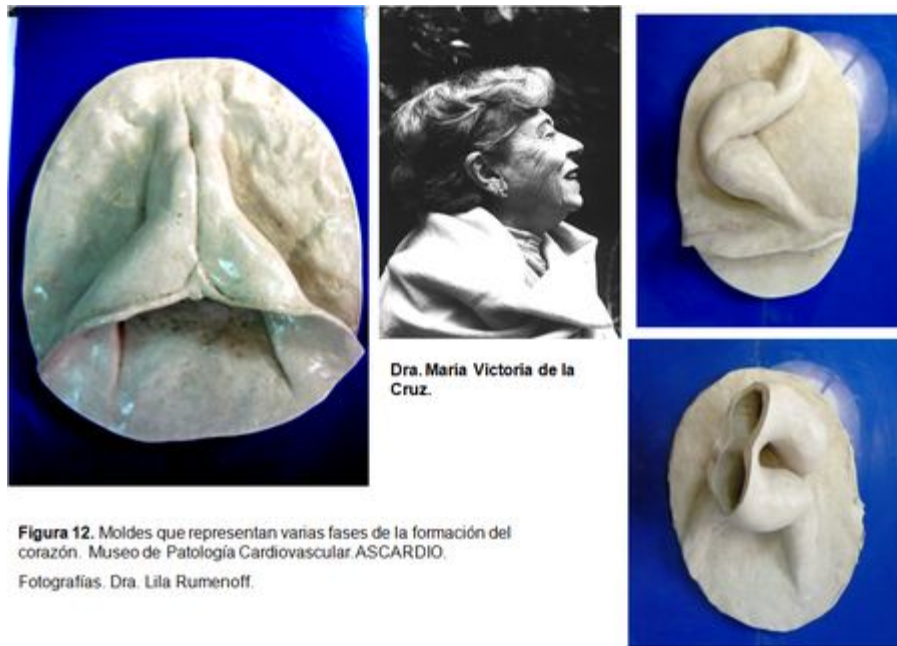 Dra. María Victoria de la
Cruz.
Figura 12. Moldes que representan varias fases de la formación del
corazón. Museo de Patología Cardiovascular. ASCARDIO.
Fotografías. Dra. Lila Rumenoff.